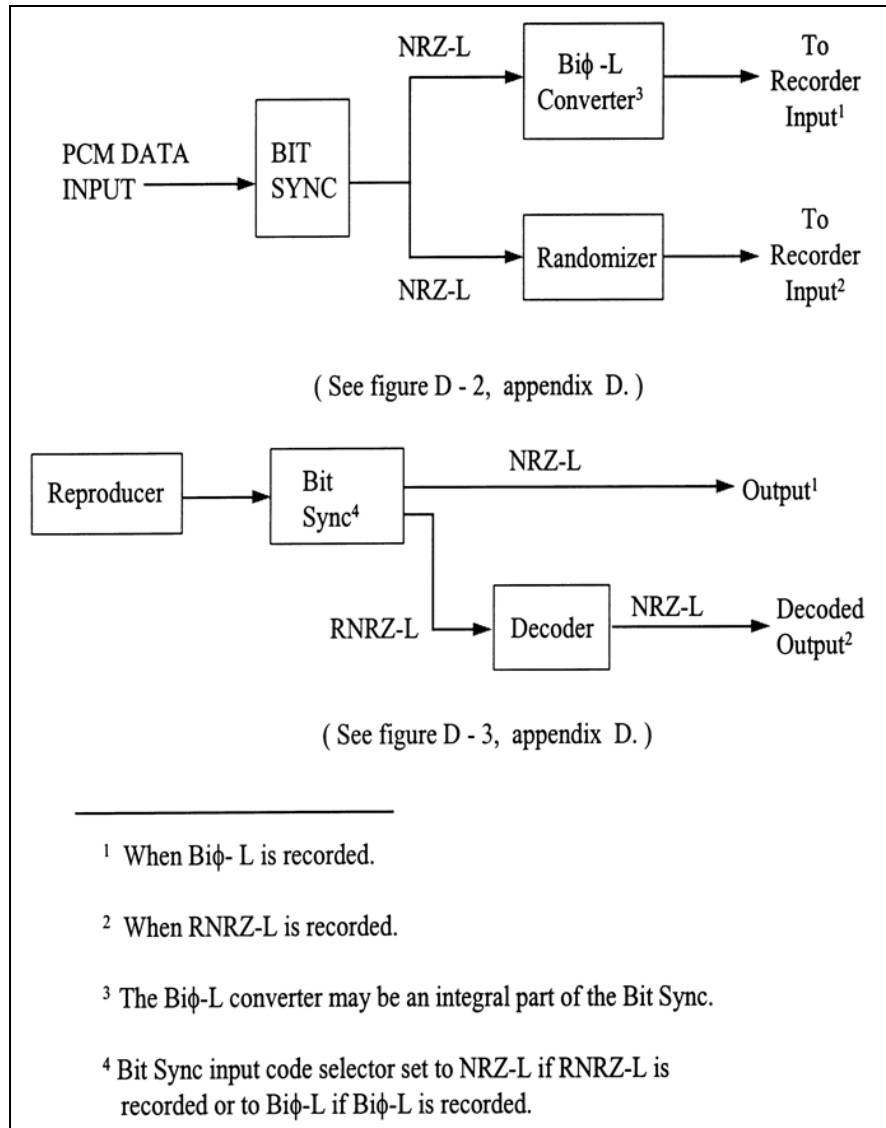 NRZ-L
Biϕ -L
Converter³
To
Recorder
Input¹
PCM DATA
INPUT
BIT
SYNC
NRZ-L
Randomizer
To
Recorder
Input²
( See figure D - 2, appendix D. )
Reproducer
Bit
Sync⁴
NRZ-L
Output¹
RNRZ-L
Decoder
NRZ-L
Decoded
Output²
( See figure D - 3, appendix D. )
¹ When Biϕ- L is recorded.
² When RNRZ-L is recorded.
³ The Biϕ-L converter may be an integral part of the Bit Sync.
⁴ Bit Sync input code selector set to NRZ-L if RNRZ-L is
recorded or to Biϕ-L if Biϕ-L is recorded.